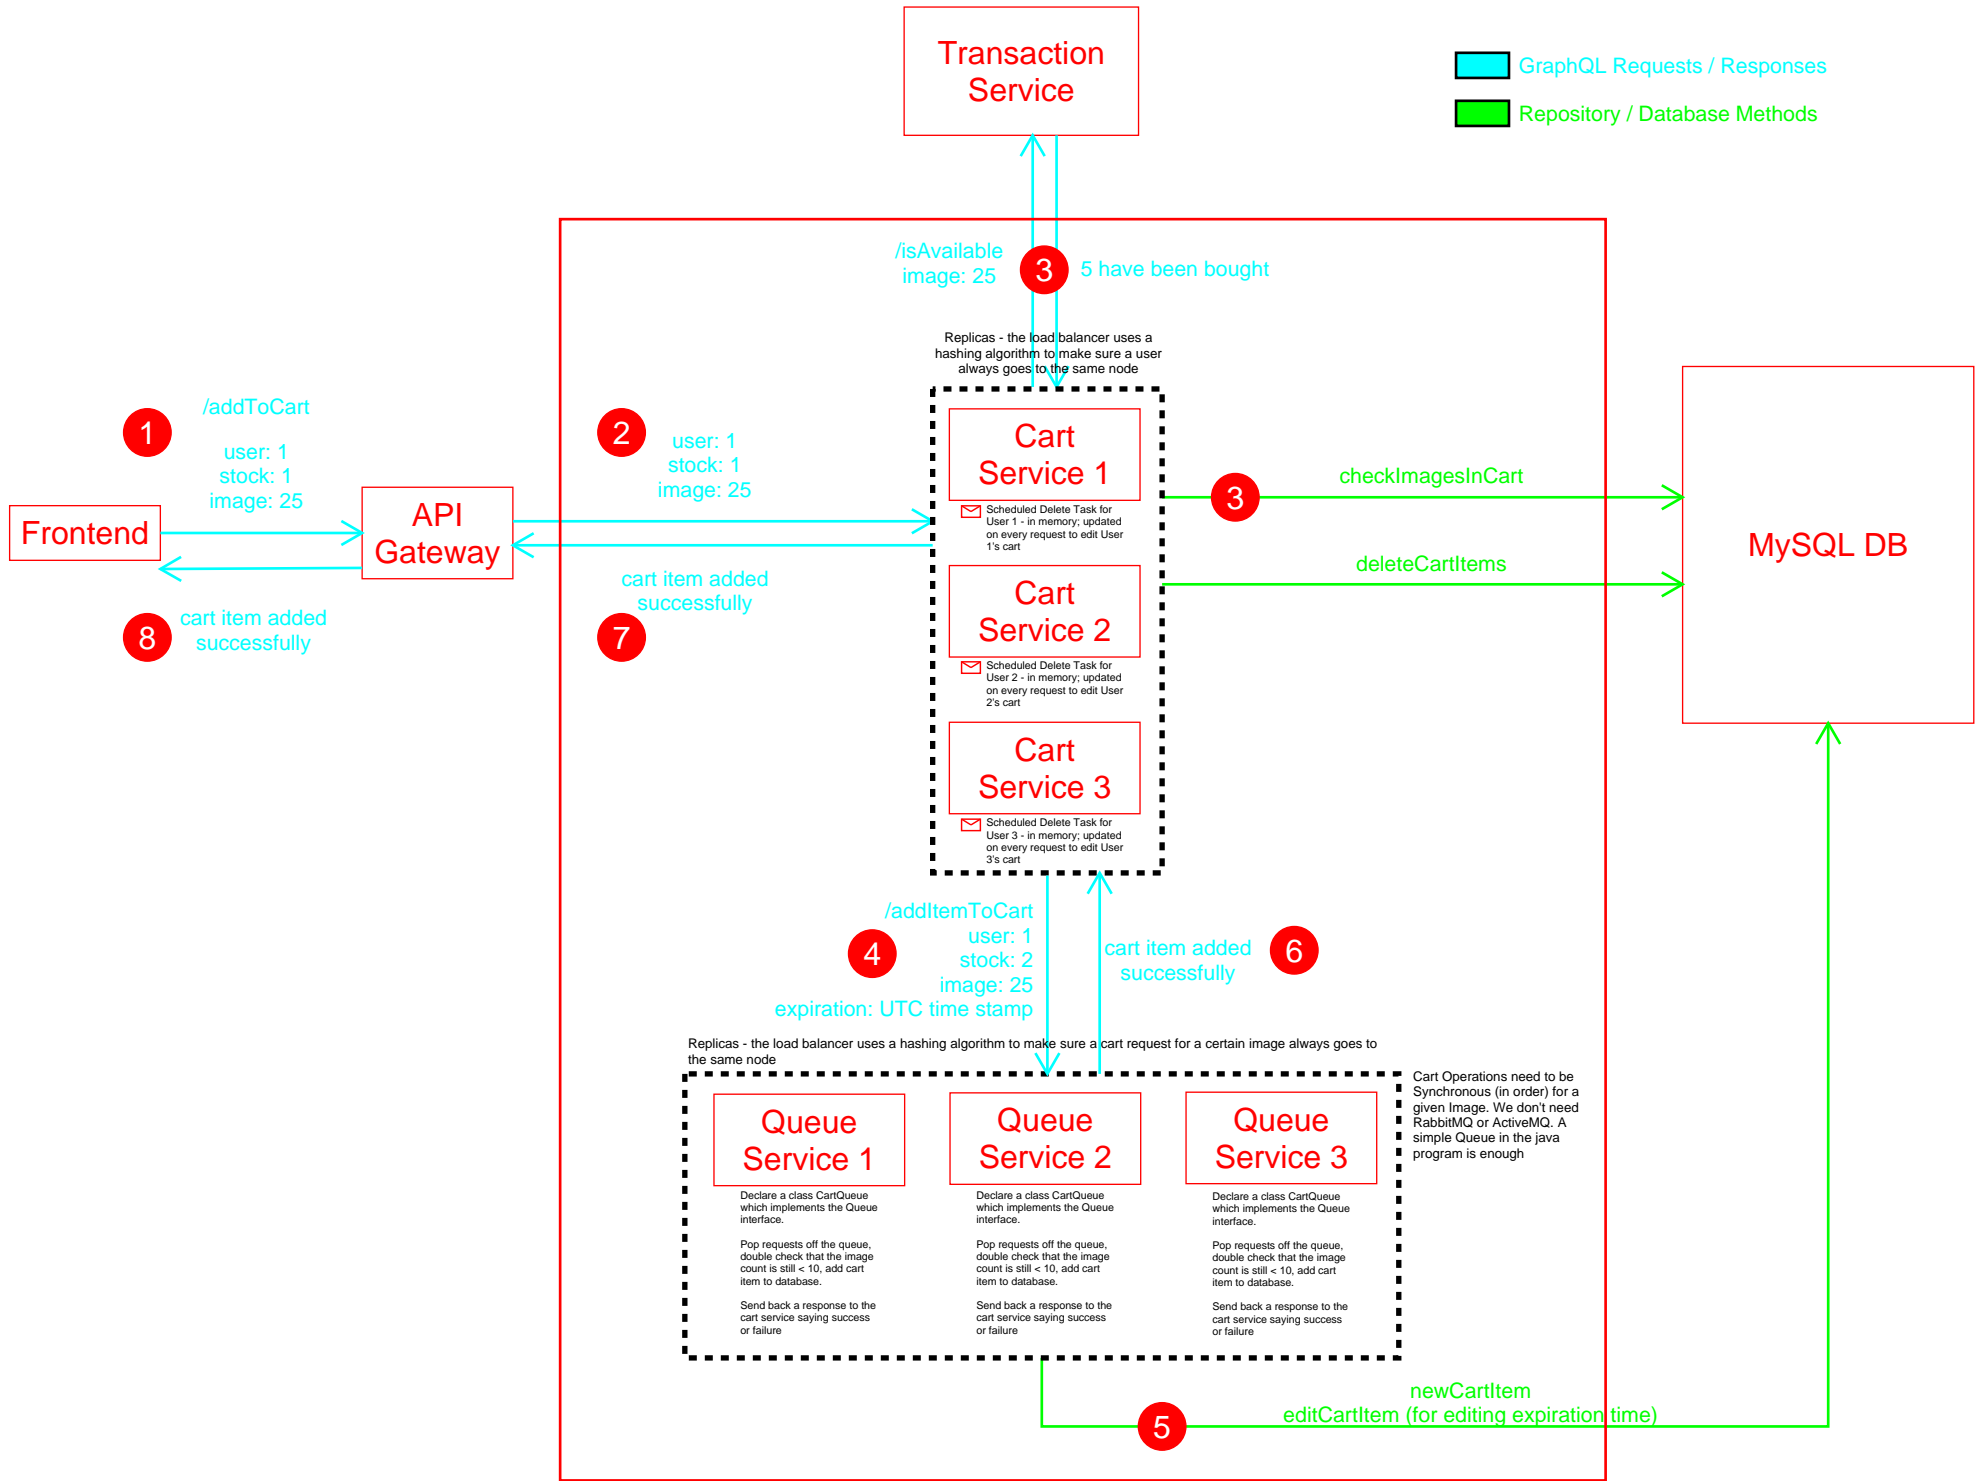 Transaction
Service
GraphQL Requests / Responses
Repository / Database Methods
/isAvailable
image: 25
3
5 have been bought
Replicas - the load balancer uses a
hashing algorithm to make sure a user
always goes to the same node
1
/addToCart
user: 1
stock: 1
image: 25
2
user: 1
stock: 1
image: 25
Frontend
API
Gateway
cart item added
successfully
8
cart item added
successfully
7
Cart
Service 1
Scheduled Delete Task for
User 1 - in memory; updated
on every request to edit User
1's cart
Cart
Service 2
Scheduled Delete Task for
User 2 - in memory; updated
on every request to edit User
2's cart
Cart
Service 3
Scheduled Delete Task for
User 3 - in memory; updated
on every request to edit User
3's cart
3
checkImagesInCart
deleteCartItems
MySQL DB
4
/addItemToCart
user: 1
stock: 2
image: 25
expiration: UTC time stamp
cart item added
successfully
6
Replicas - the load balancer uses a hashing algorithm to make sure a cart request for a certain image always goes to
the same node
Cart Operations need to be
Synchronous (in order) for a
given Image. We don't need
RabbitMQ or ActiveMQ. A
simple Queue in the java
program is enough
Queue
Service 1
Declare a class CartQueue
which implements the Queue
interface.
Pop requests off the queue,
double check that the image
count is still < 10, add cart
item to database.
Send back a response to the
cart service saying success
or failure
Queue
Service 2
Declare a class CartQueue
which implements the Queue
interface.
Pop requests off the queue,
double check that the image
count is still < 10, add cart
item to database.
Send back a response to the
cart service saying success
or failure
Queue
Service 3
Declare a class CartQueue
which implements the Queue
interface.
Pop requests off the queue,
double check that the image
count is still < 10, add cart
item to database.
Send back a response to the
cart service saying success
or failure
5
newCartItem
editCartItem (for editing expiration time)